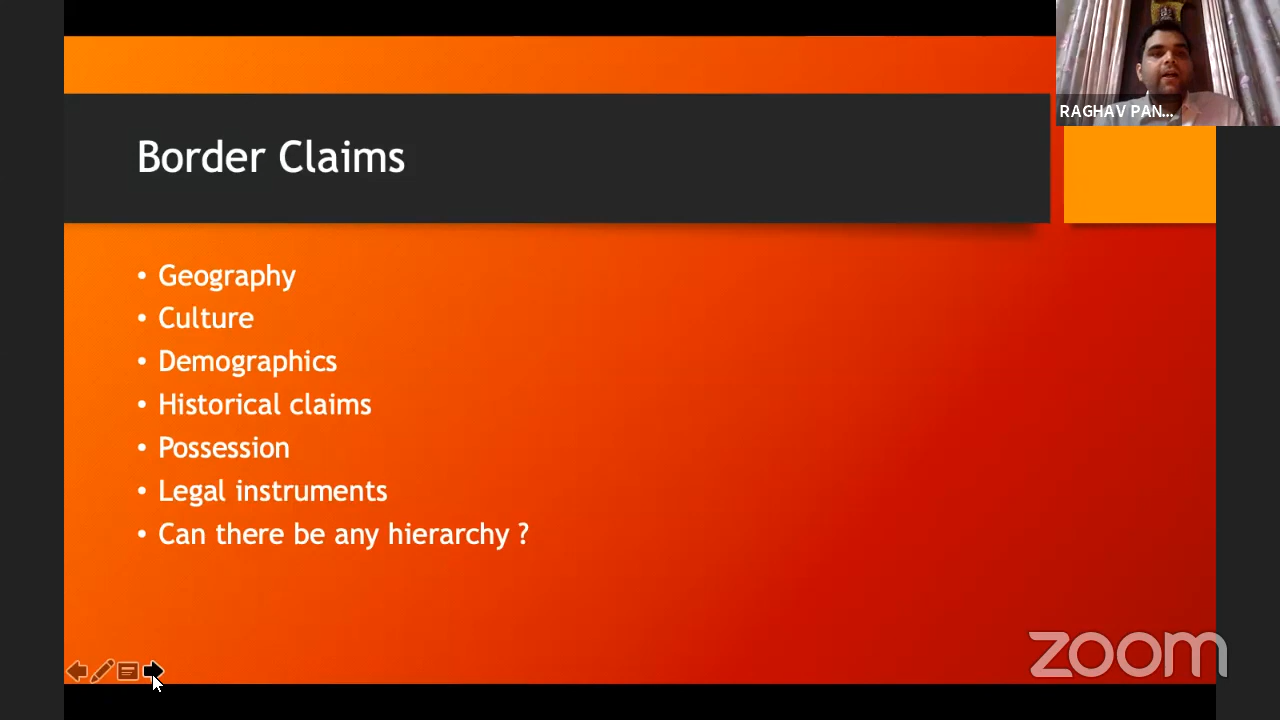 RAGHAV PAN...
Border Claims
• Geography
• Culture
• Demographics
• Historical claims
• Possession
• Legal instruments
• Can there be any hierarchy ?
zoom